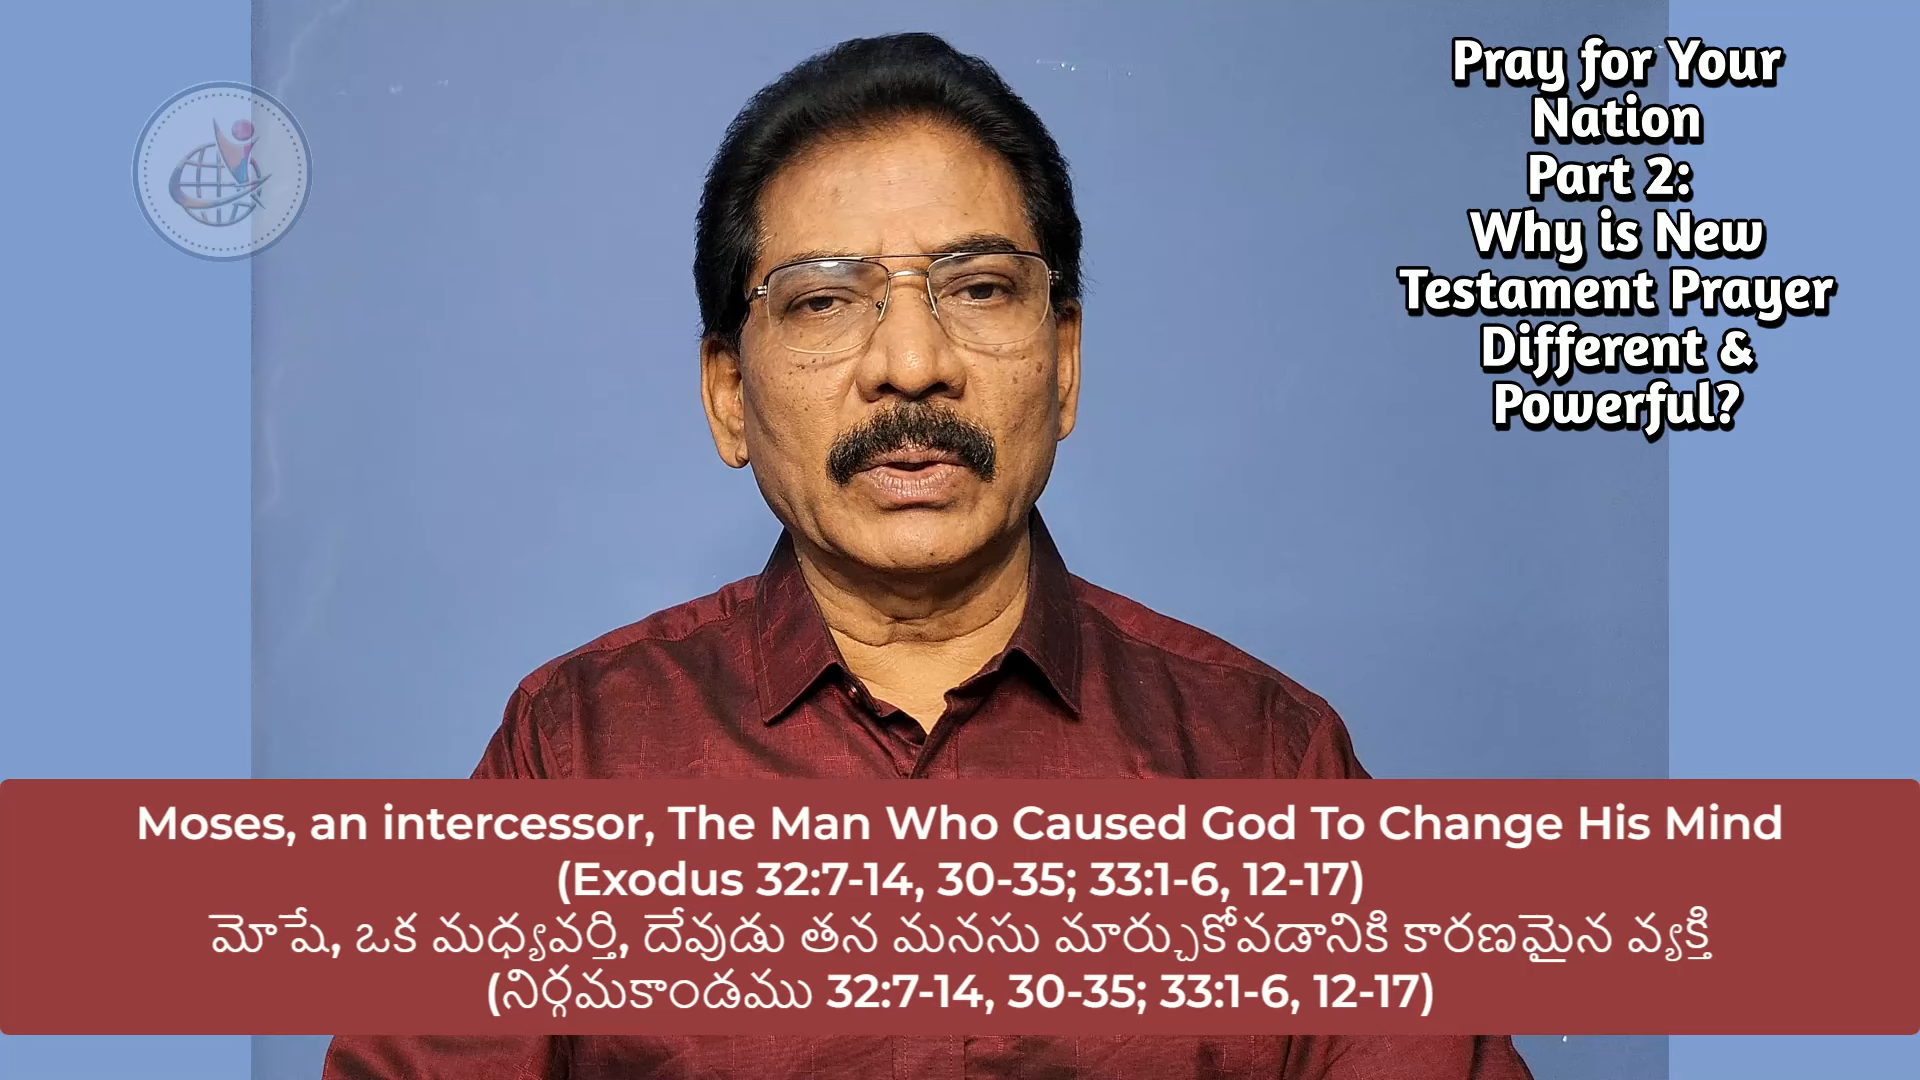 Pray for Your
Nation
Part 2:
Why is New
Testament Prayer
Different &
Powerful?
Moses, an intercessor, The Man Who Caused God To Change His Mind
(Exodus 32:7-14, 30-35; 33:1-6, 12-17)
మోషే, ఒక మధ్యవర్తి, దేవుడు తన మనసు మార్చుకోవడానికి కారణమైన వ్యక్తి
(నిర్గమకాండము 32:7-14, 30-35; 33:1-6, 12-17)